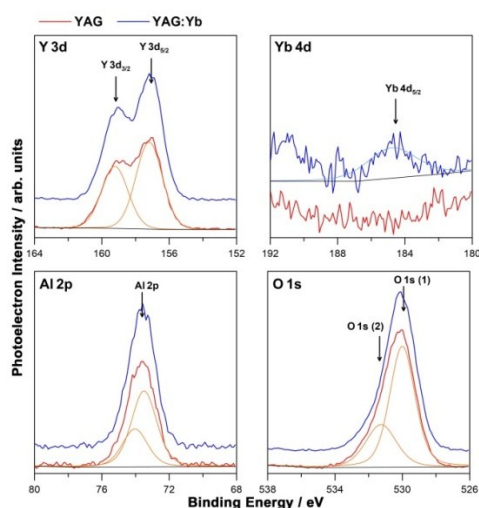 YAG YAG:Yb
Y 3d
Y 3d5/2
Y 3d3/2
164 160 156 152
Yb 4d
Yb 4d5/2
192 188 184 180
Al 2p
Al 2p
80 76 72 68
O 1s
O 1s (1)
O 1s (2)
538 534 530 526
Photoelectron Intensity / arb. units
Binding Energy / eV